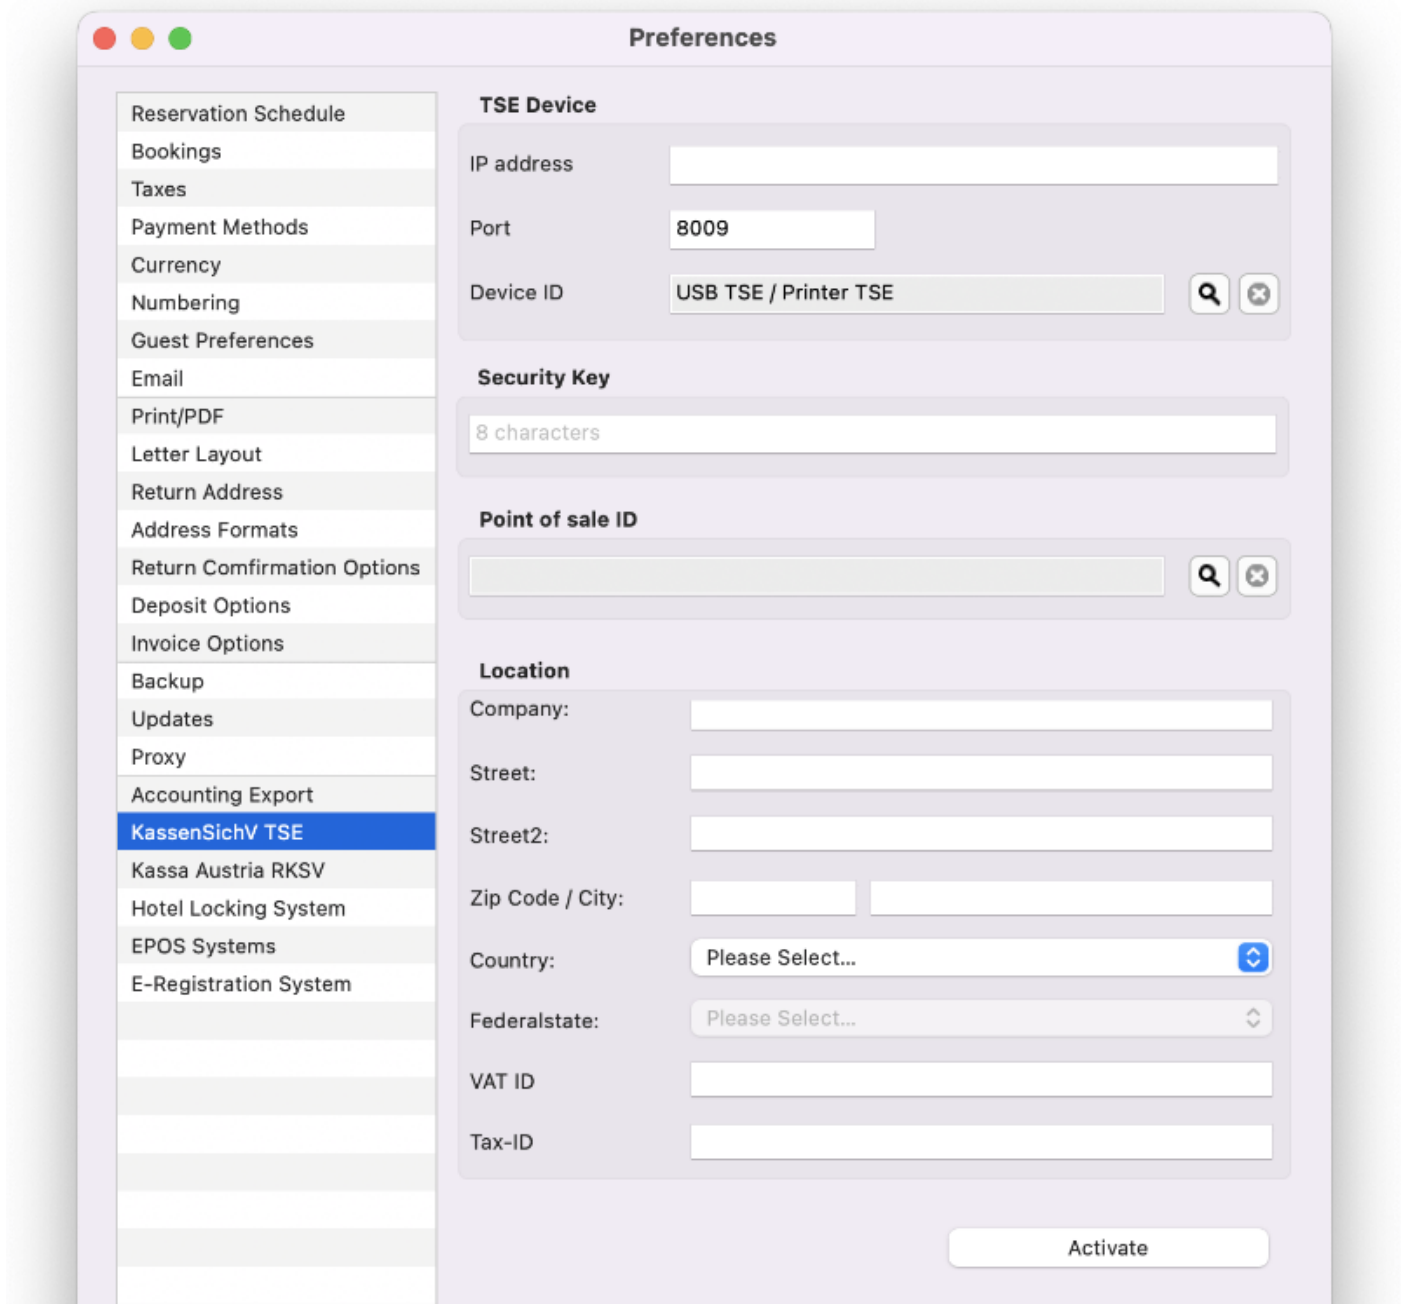 Preferences
Reservation Schedule
Bookings
Taxes
Payment Methods
Currency
Numbering
Guest Preferences
Email
Print/PDF
Letter Layout
Return Address
Address Formats
Return Comfirmation Options
Deposit Options
Invoice Options
Backup
Updates
Proxy
Accounting Export
KassenSichV TSE
Kassa Austria RKSV
Hotel Locking System
EPOS Systems
E-Registration System
TSE Device
IP address
Port 8009
Device ID USB TSE / Printer TSE
Security Key
8 characters
Point of sale ID
Location
Company:
Street:
Street2:
Zip Code / City:
Country: Please Select...
Federalstate: Please Select...
VAT ID
Tax-ID
Activate